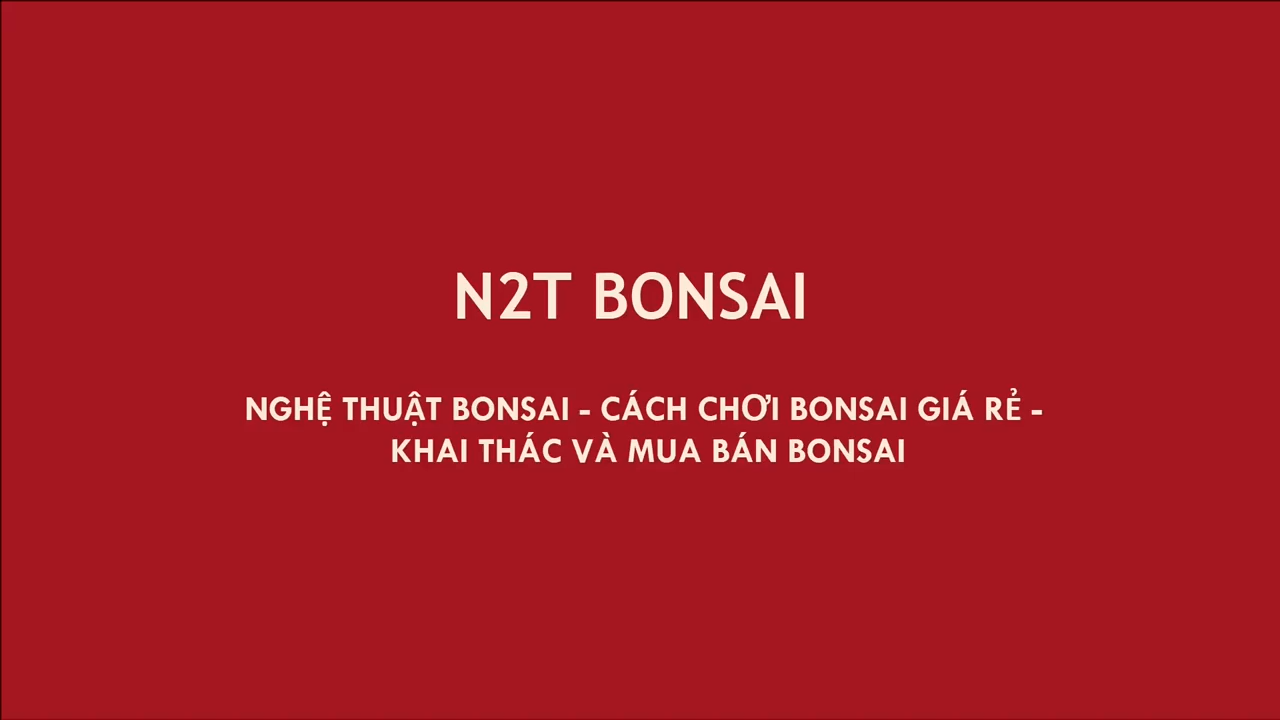 N2T BONSAI
NGHỆ THUẬT BONSAI - CÁCH CHƠI BONSAI GIÁ RẺ -
KHAI THÁC VÀ MUA BÁN BONSAI